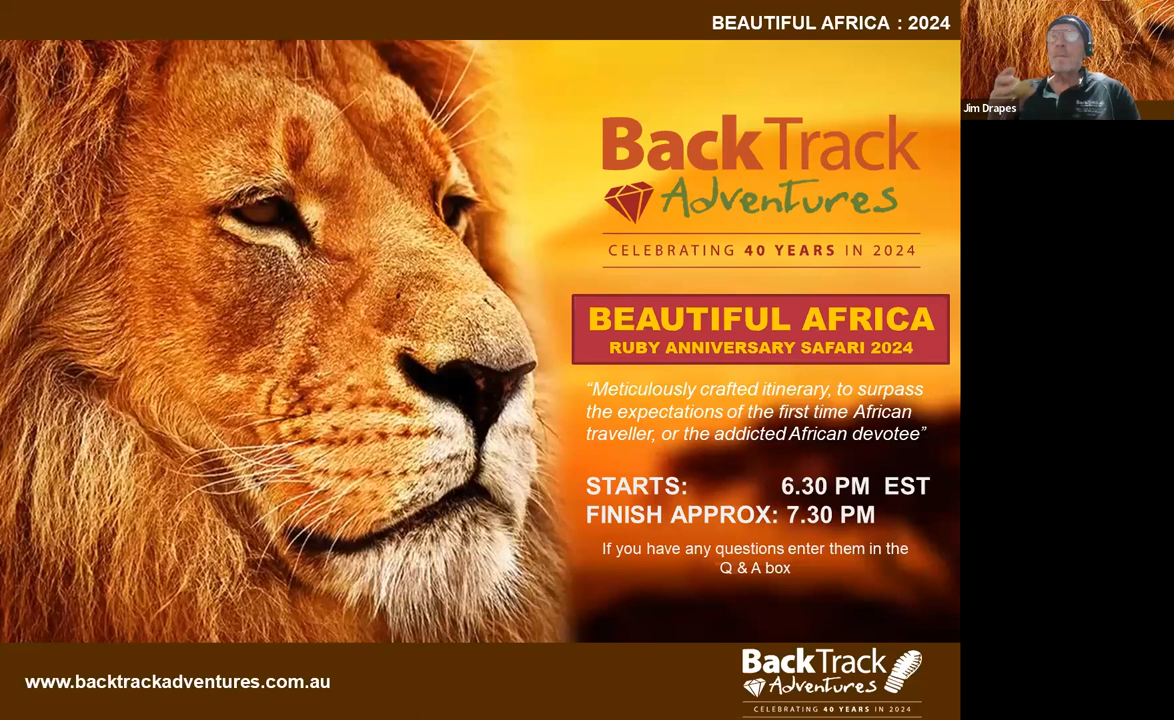 BEAUTIFUL AFRICA : 2024
Jim Drapes
BackTrack
Adventures
CELEBRATING 40 YEARS IN 2024
BEAUTIFUL AFRICA
RUBY ANNIVERSARY SAFARI 2024
“Meticulously crafted itinerary, to surpass
the expectations of the first time African
traveller, or the addicted African devotee”
STARTS: 6.30 PM EST
FINISH APPROX: 7.30 PM
If you have any questions enter them in the
Q & A box
www.backtrackadventures.com.au
BackTrack
Adventures
CELEBRATING 40 YEARS IN 2024